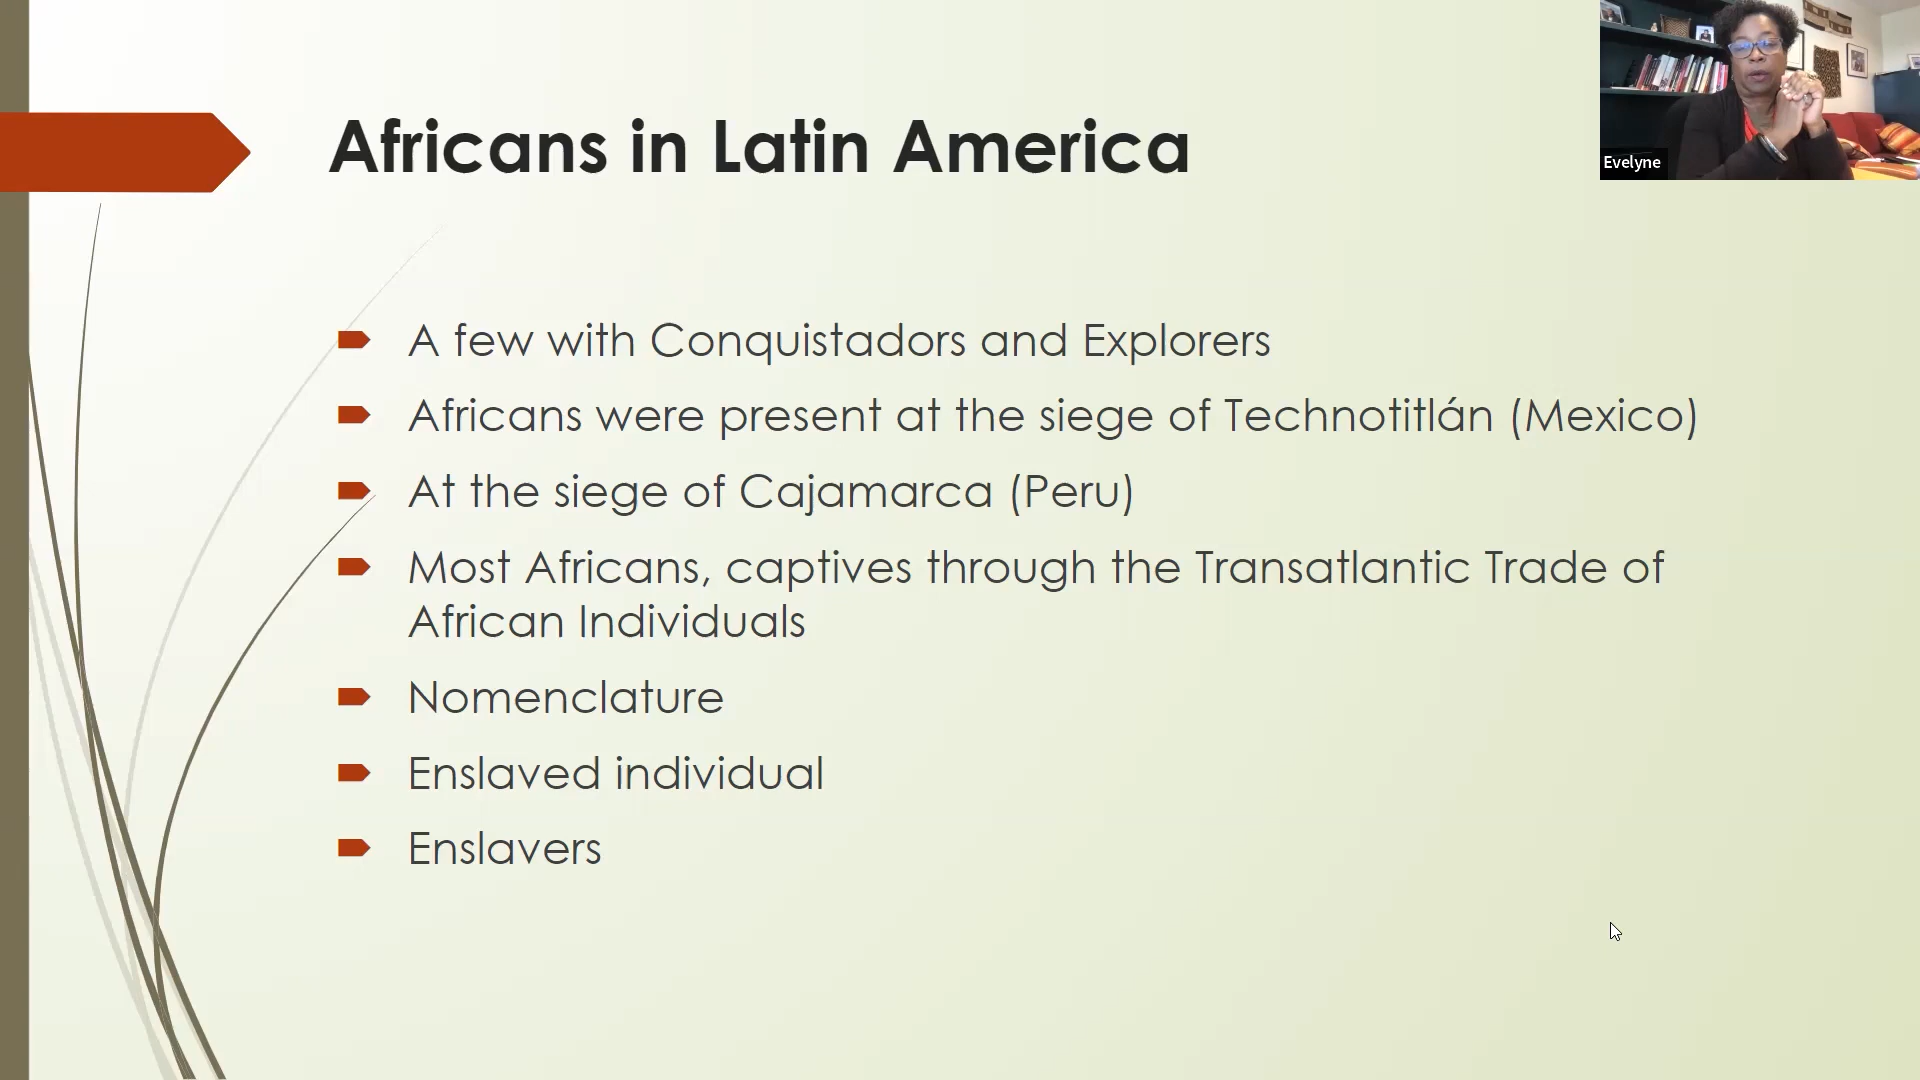 Africans in Latin America
Evelyne
A few with Conquistadors and Explorers
Africans were present at the siege of Technotitlán (Mexico)
At the siege of Cajamarca (Peru)
Most Africans, captives through the Transatlantic Trade of
African Individuals
Nomenclature
Enslaved individual
Enslavers